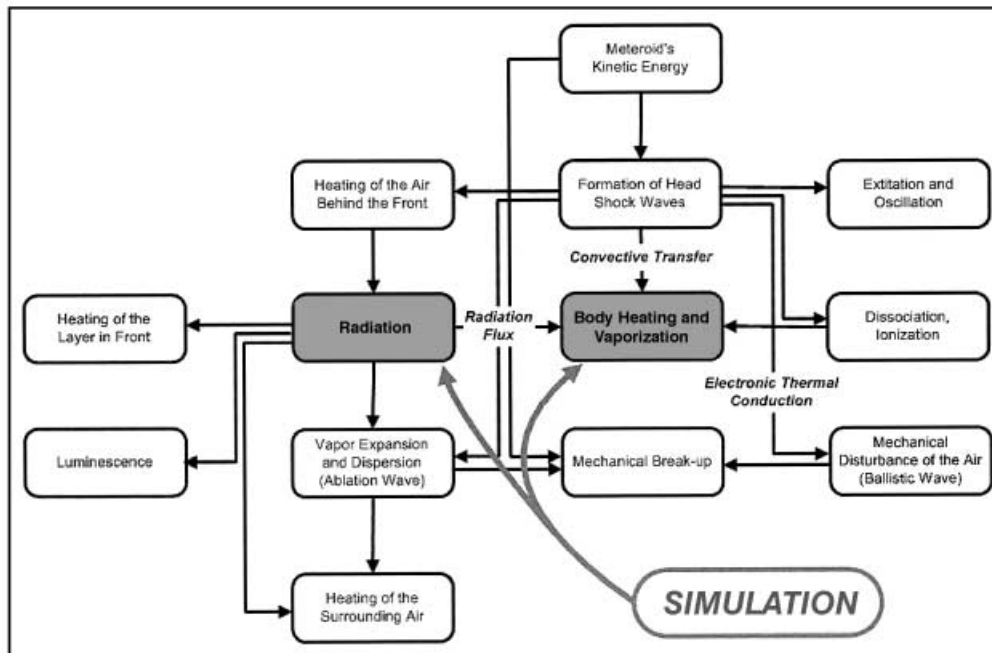 Meteroid's
Kinetic Energy
Heating of the Air
Behind the Front
Formation of Head
Shock Waves
Extitation and
Oscillation
Convective Transfer
Heating of the
Layer in Front
Radiation
Radiation
Flux
Body Heating and
Vaporization
Dissociation,
Ionization
Electronic Thermal
Conduction
Luminescence
Vapor Expansion
and Dispersion
(Ablation Wave)
Mechanical Break-up
Mechanical
Disturbance of the Air
(Ballistic Wave)
Heating of the
Surrounding Air
SIMULATION